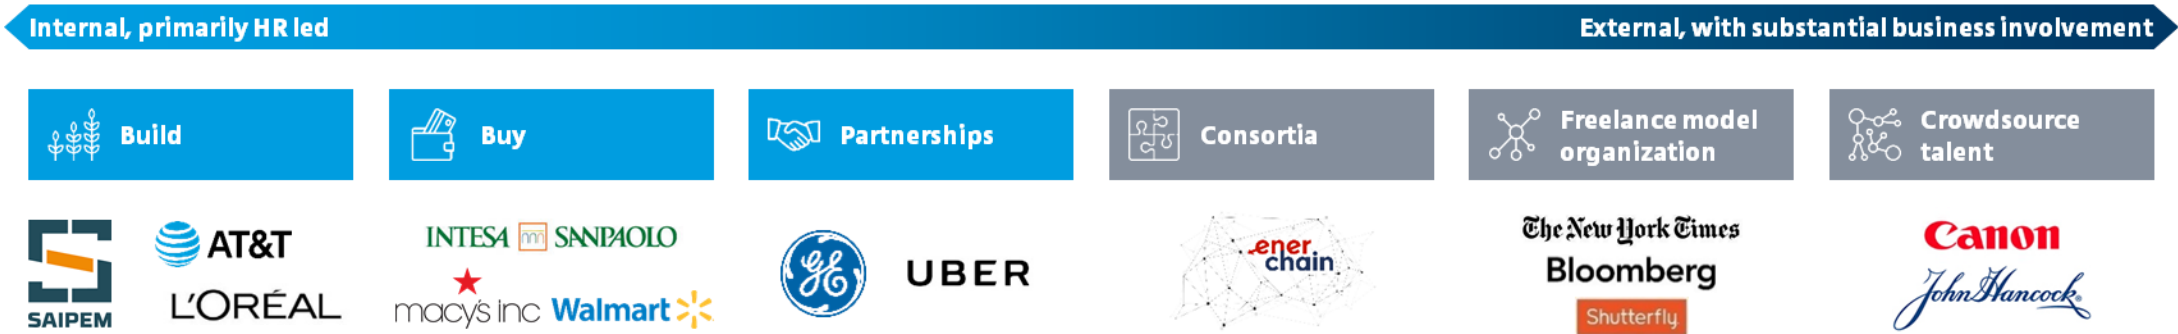 Internal, primarily HR led
External, with substantial business involvement
Build
Buy
Partnerships
Consortia
Freelance model
organization
Crowdsource
talent
SAIPEM
AT&T
L'ORÉAL
INTESA SANPAOLO
macy's inc
Walmart
GE
UBER
ener
chain
The New York Times
Bloomberg
Shutterfly
Canon
John Hancock